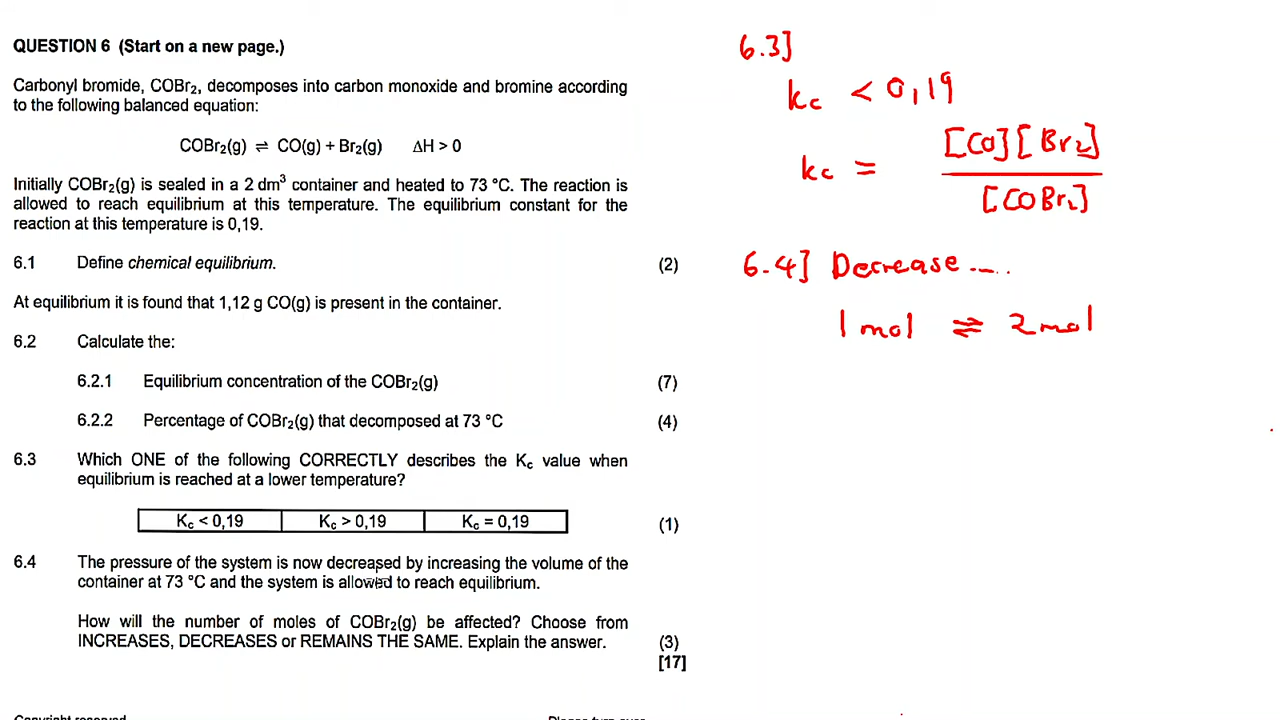 QUESTION 6 (Start on a new page.)
Carbonyl bromide, COBr₂, decomposes into carbon monoxide and bromine according
to the following balanced equation:
COBr₂(g) ⇌ CO(g) + Br₂(g) ΔH > 0
Initially COBr₂(g) is sealed in a 2 dm³ container and heated to 73 °C. The reaction is
allowed to reach equilibrium at this temperature. The equilibrium constant for the
reaction at this temperature is 0,19.
6.1 Define chemical equilibrium. (2)
At equilibrium it is found that 1,12 g CO(g) is present in the container.
6.2 Calculate the:
6.2.1 Equilibrium concentration of the COBr₂(g) (7)
6.2.2 Percentage of COBr₂(g) that decomposed at 73 °C (4)
6.3 Which ONE of the following CORRECTLY describes the Kc value when
equilibrium is reached at a lower temperature?
Kc < 0,19 Kc > 0,19 Kc = 0,19 (1)
6.4 The pressure of the system is now decreased by increasing the volume of the
container at 73 °C and the system is allowed to reach equilibrium.
How will the number of moles of COBr₂(g) be affected? Choose from
INCREASES, DECREASES or REMAINS THE SAME. Explain the answer. (3)
[17]
6.3]
kc < 0,19
kc = [CO][Br₂]
[COBr₂]
6.4] Decrease.....
1 mol ⇌ 2 mol